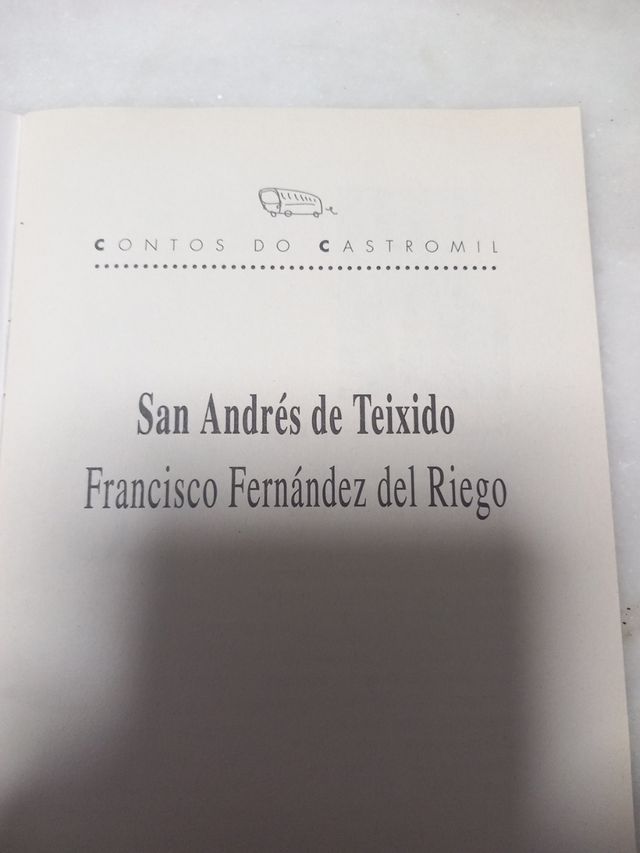 CONTOS DO CASTROMIL
San Andrés de Teixido
Francisco Fernández del Riego